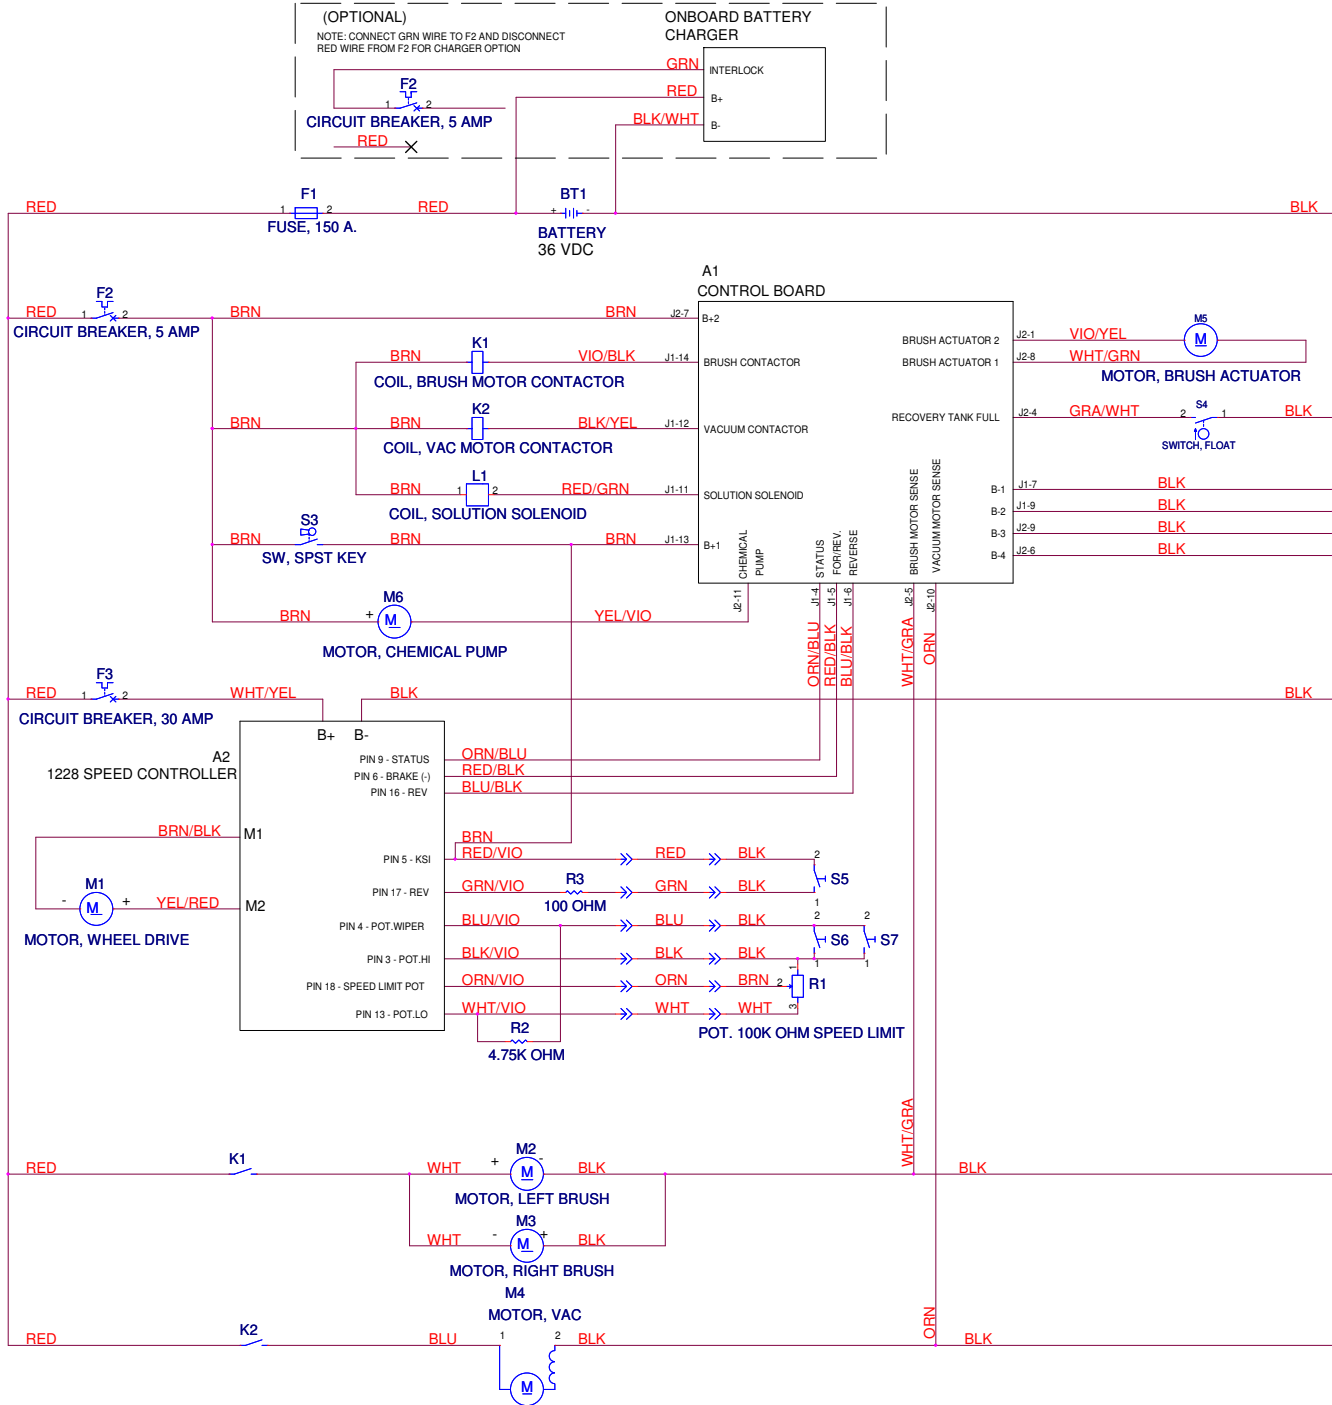 (OPTIONAL)
ONBOARD BATTERY
CHARGER
NOTE: CONNECT GRN WIRE TO F2 AND DISCONNECT
RED WIRE FROM F2 FOR CHARGER OPTION
GRN
INTERLOCK
F2
1 2
RED
B+
CIRCUIT BREAKER, 5 AMP
BLK/WHT
B-
RED
RED
F1
1 2
FUSE, 150 A.
RED
BT1
+ -
BATTERY
36 VDC
BLK
A1
CONTROL BOARD
RED
F2
1 2
CIRCUIT BREAKER, 5 AMP
BRN
BRN
J2-7
B+2
BRUSH ACTUATOR 2
J2-1
VIO/YEL
M5
M
BRN
K1
VIO/BLK
J1-14
BRUSH CONTACTOR
BRUSH ACTUATOR 1
J2-8
WHT/GRN
COIL, BRUSH MOTOR CONTACTOR
MOTOR, BRUSH ACTUATOR
BRN
BRN
K2
BLK/YEL
J1-12
VACUUM CONTACTOR
RECOVERY TANK FULL
J2-4
GRA/WHT
S4
2 1
BLK
COIL, VAC MOTOR CONTACTOR
SWITCH, FLOAT
BRN
L1
1 2
RED/GRN
J1-11
SOLUTION SOLENOID
COIL, SOLUTION SOLENOID
BRUSH MOTOR SENSE
VACUUM MOTOR SENSE
B-1
J1-7
BLK
B-2
J1-9
BLK
B-3
J2-9
BLK
B-4
J2-6
BLK
BRN
S3
BRN
BRN
J1-13
B+1
SW, SPST KEY
CHEMICAL
PUMP
STATUS
FOR/REV.
REVERSE
J2-11
J1-4
J1-5
J1-6
J2-5
J2-10
BRN
M6
+
M
YEL/VIO
MOTOR, CHEMICAL PUMP
ORN/BLU
RED/BLK
BLU/BLK
WHT/GRA
ORN
RED
F3
1 2
WHT/YEL
BLK
BLK
CIRCUIT BREAKER, 30 AMP
A2
1228 SPEED CONTROLLER
B+
B-
PIN 9 - STATUS
ORN/BLU
PIN 6 - BRAKE (-)
RED/BLK
PIN 16 - REV
BLU/BLK
BRN/BLK
M1
BRN
PIN 5 - KSI
RED/VIO
RED
BLK
2
S5
1
PIN 17 - REV
GRN/VIO
R3
100 OHM
GRN
BLK
M1
-
M
+
YEL/RED
M2
MOTOR, WHEEL DRIVE
PIN 4 - POT.WIPER
BLU/VIO
BLU
BLK
2
2
S6
S7
PIN 3 - POT.HI
BLK/VIO
BLK
BLK
1
1
PIN 18 - SPEED LIMIT POT
ORN/VIO
ORN
BRN
1
2
3
R1
PIN 13 - POT.LO
WHT/VIO
WHT
WHT
R2
4.75K OHM
POT. 100K OHM SPEED LIMIT
WHT/GRA
RED
K1
WHT
+
M2
M
-
BLK
BLK
MOTOR, LEFT BRUSH
WHT
-
M3
M
+
BLK
MOTOR, RIGHT BRUSH
M4
MOTOR, VAC
ORN
RED
K2
BLU
1
2
BLK
BLK
M